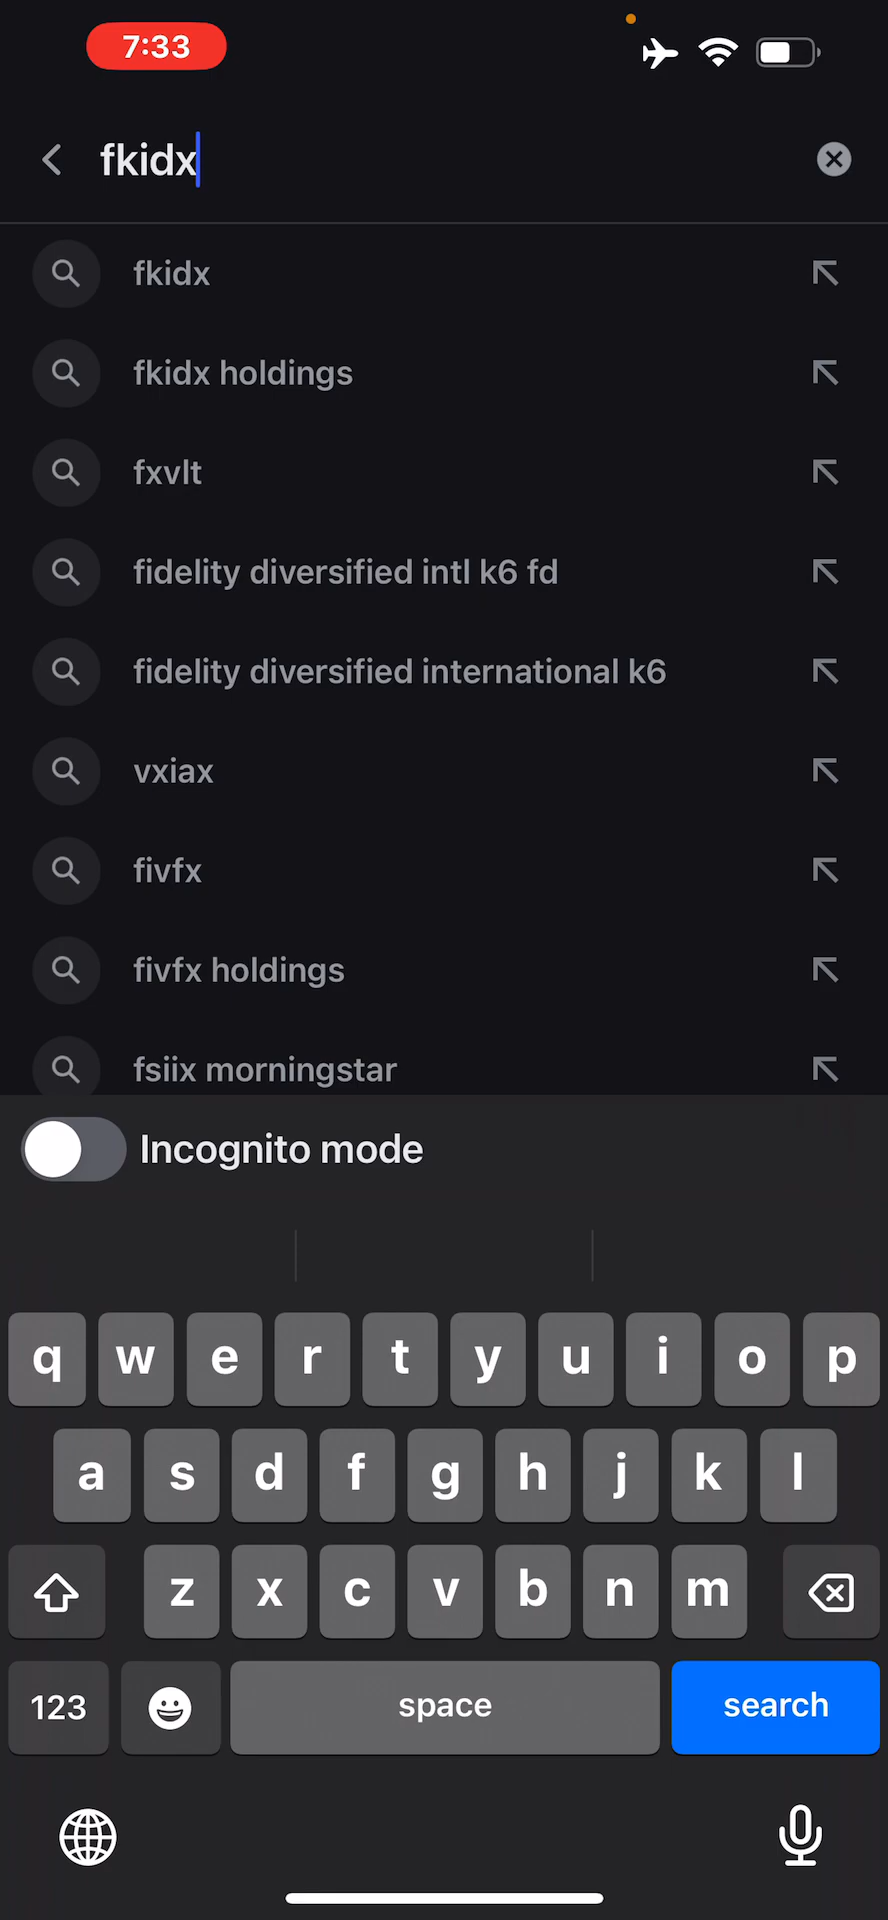 7:33
fkidx
fkidx
fkidx holdings
fxvlt
fidelity diversified intl k6 fd
fidelity diversified international k6
vxiax
fivfx
fivfx holdings
fsiix morningstar
Incognito mode
q w e r t y u i o p
a s d f g h j k l
z x c v b n m
123 space search